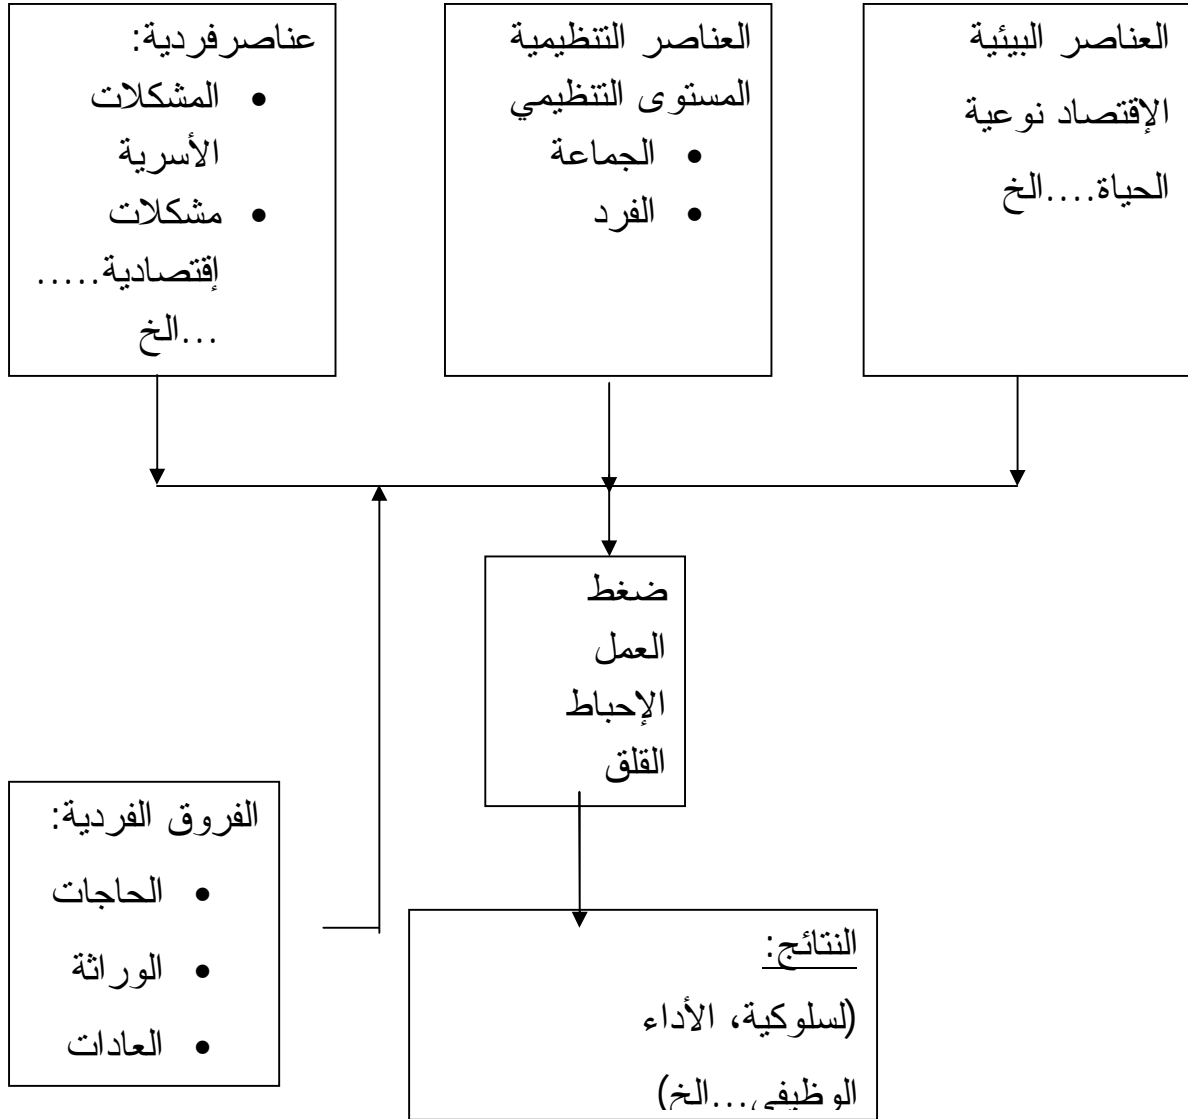 العناصر البيئية
الإقتصاد نوعية
الحياة....الخ
العناصر التنظيمية
المستوى التنظيمي
• الجماعة
• الفرد
عناصرفردية:
• المشكلات
الأسرية
• مشكلات
إقتصادية.....
...الخ
ضغط
العمل
الإحباط
القلق
الفروق الفردية:
• الحاجات
• الوراثة
• العادات
النتائج:
(لسلوكية، الأداء
الوظيفي...الخ)